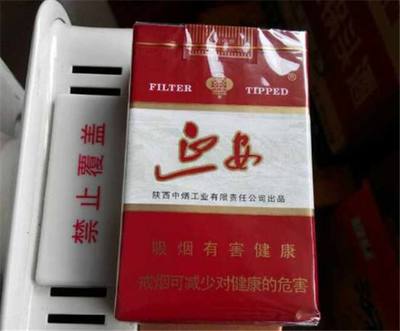 FILTER TIPPED
®
延安
陕西中烟工业有限责任公司出品
吸烟有害健康
戒烟可减少对健康的危害
禁止覆盖